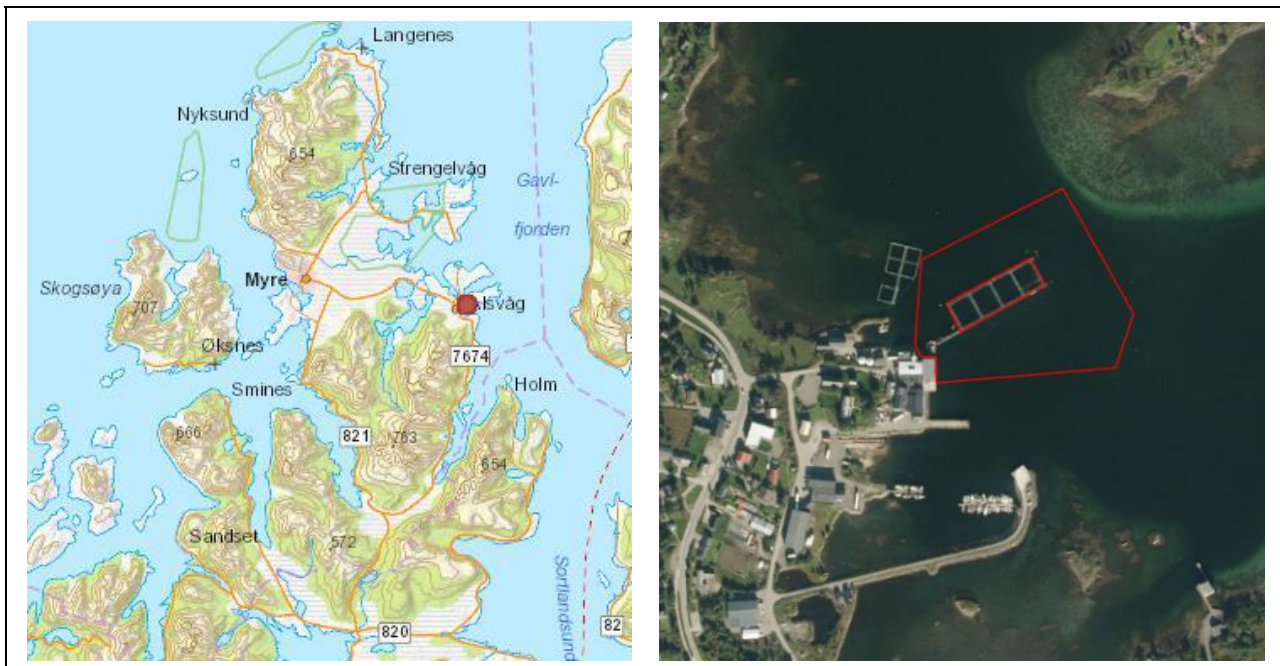 Langenes
Nyksund
654
Strengelvåg
Gavl-
fjorden
Myre
Skogsøya
707
lsvåg
Øksnes
7674
Smines
Holm
666
821
763
654
Sandset
572
Sortlandsund
820
82